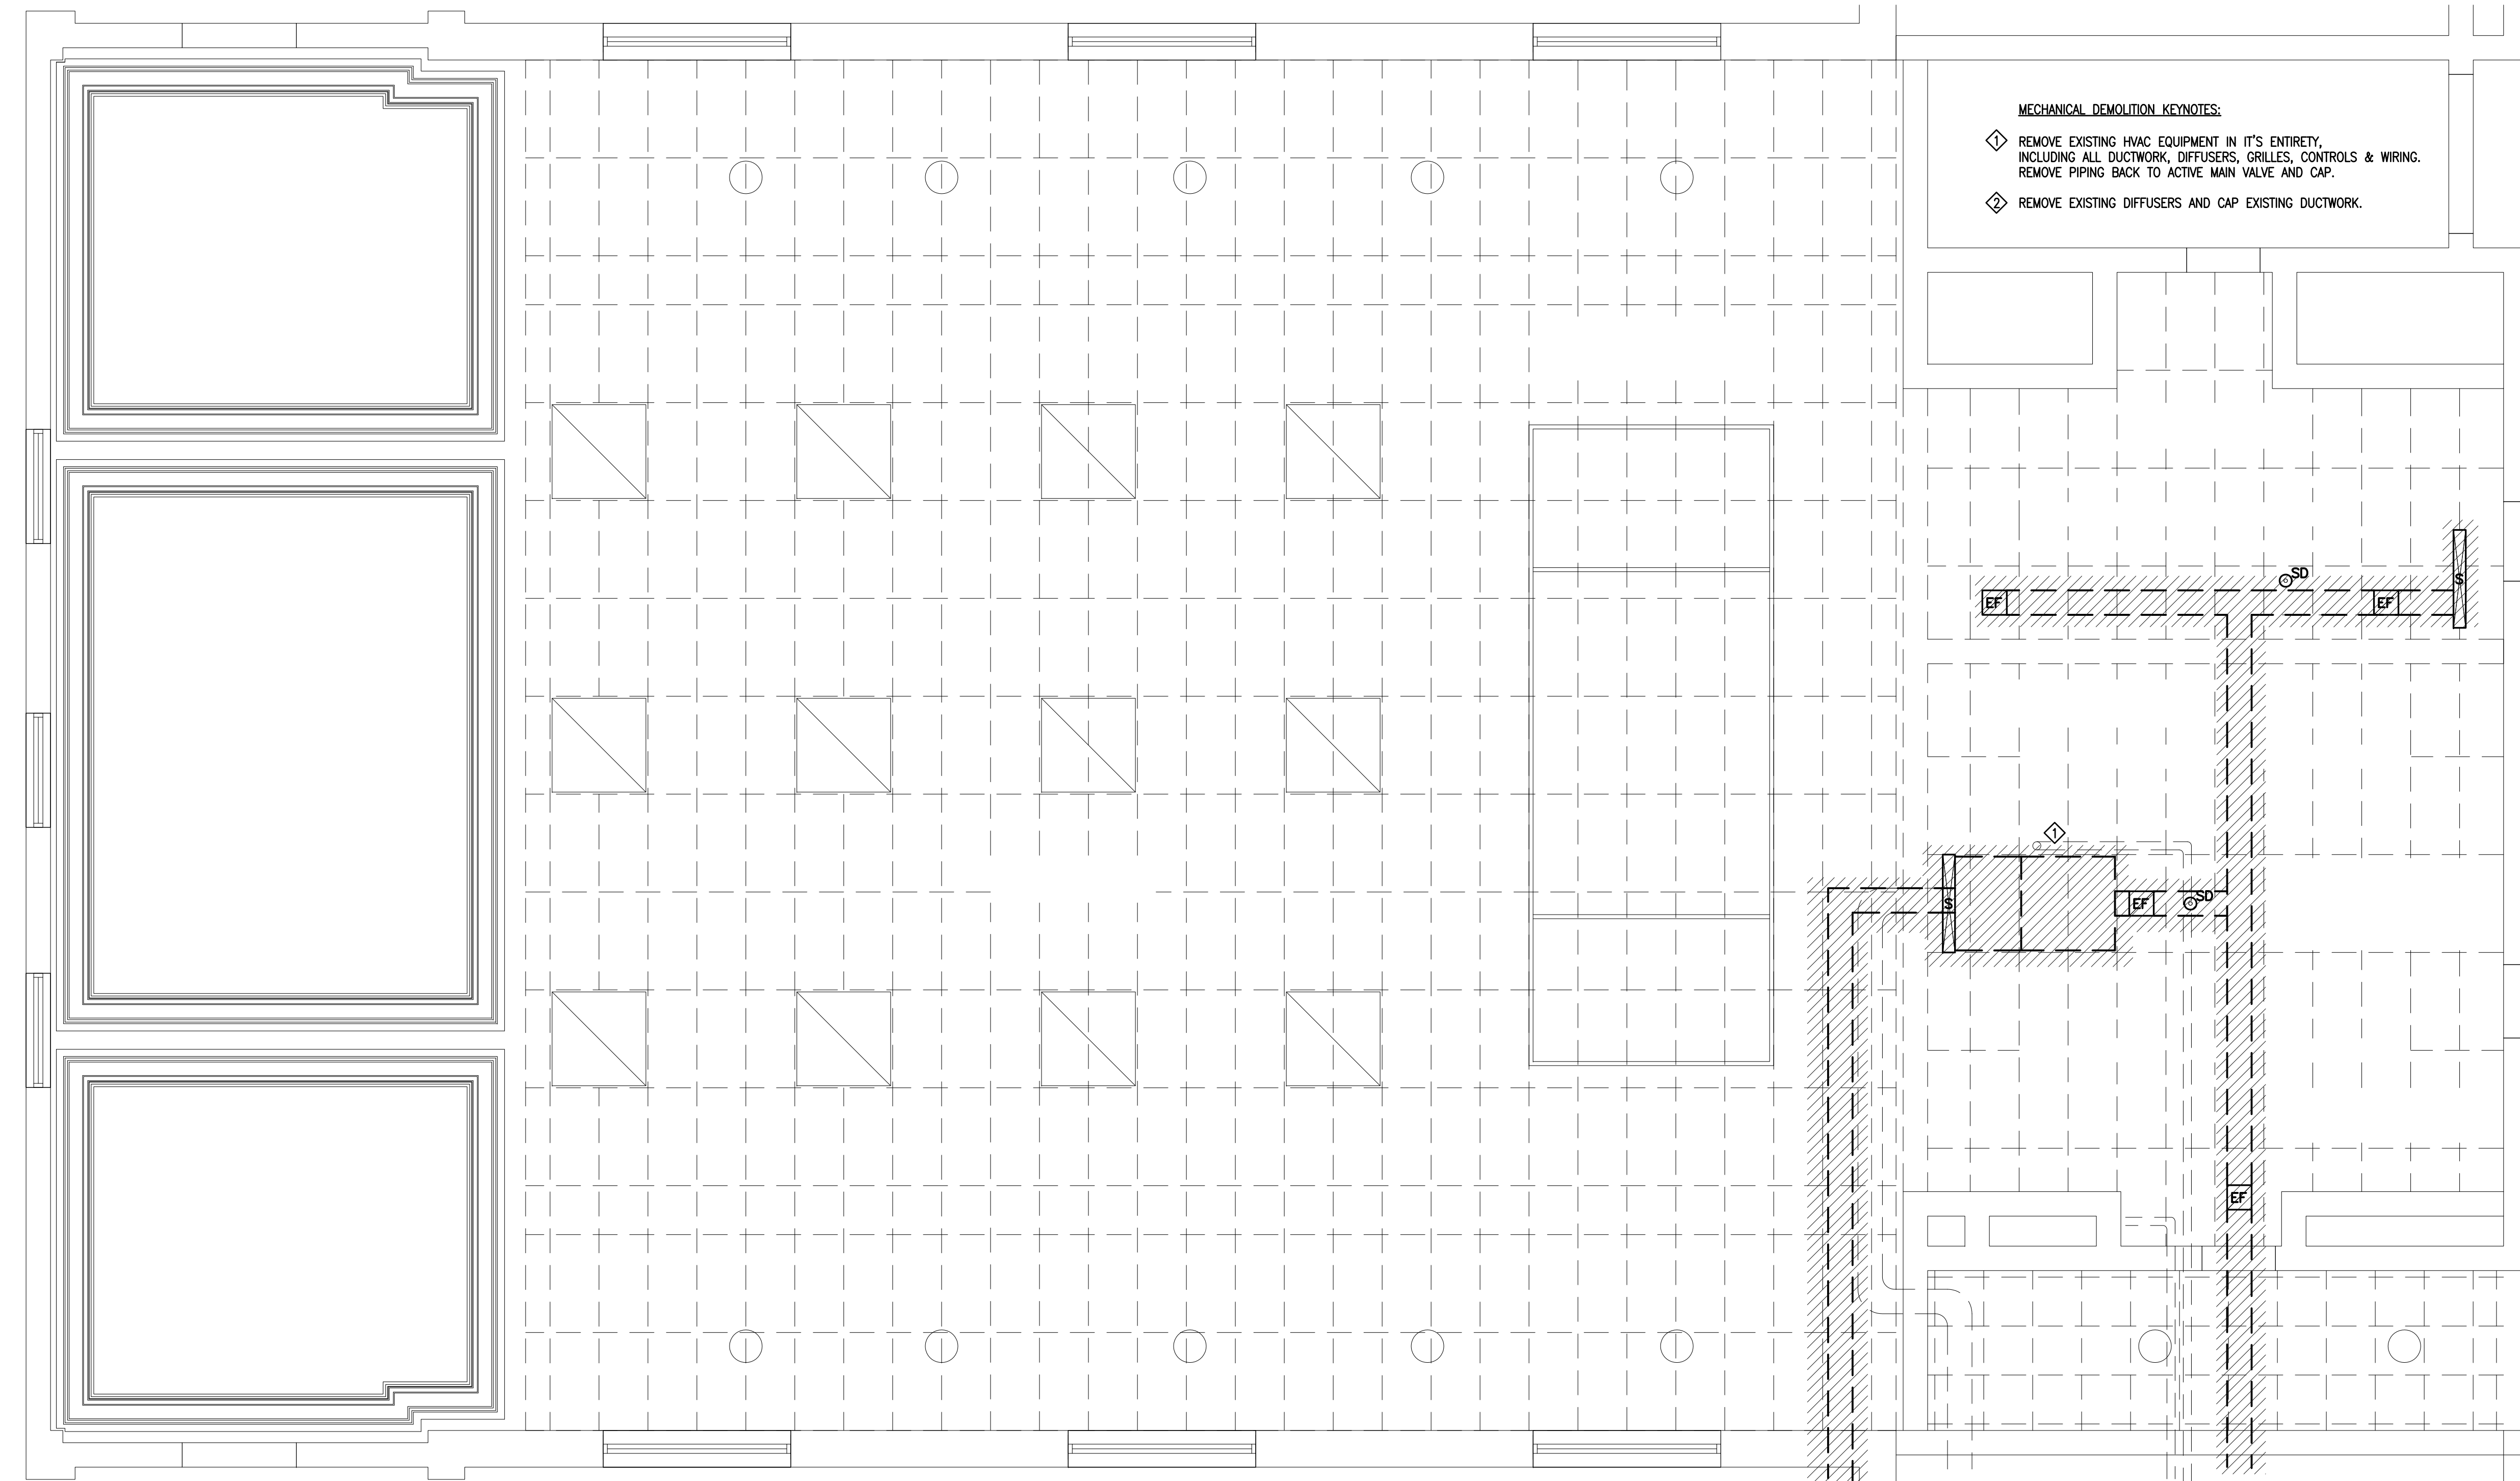 MECHANICAL DEMOLITION KEYNOTES:
1 REMOVE EXISTING HVAC EQUIPMENT IN IT'S ENTIRETY,
INCLUDING ALL DUCTWORK, DIFFUSERS, GRILLES, CONTROLS & WIRING.
REMOVE PIPING BACK TO ACTIVE MAIN VALVE AND CAP.
2 REMOVE EXISTING DIFFUSERS AND CAP EXISTING DUCTWORK.
SD
S
EF
EF
1
S
EF
SD
EF